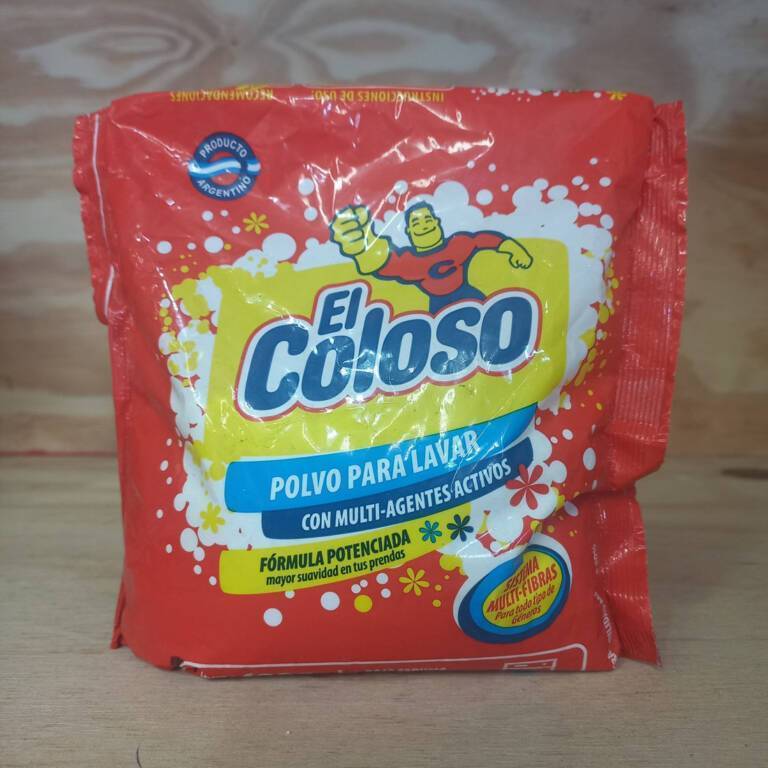 RECOMENDACIONES
INSTRUCCIONES DE USO:
PRODUCTO
ARGENTINO
C
El
Coloso
POLVO PARA LAVAR
CON MULTI-AGENTES ACTIVOS
FÓRMULA POTENCIADA
mayor suavidad en tus prendas
SISTEMA
MULTI-FIBRAS
Para todo tipo de
Géneros